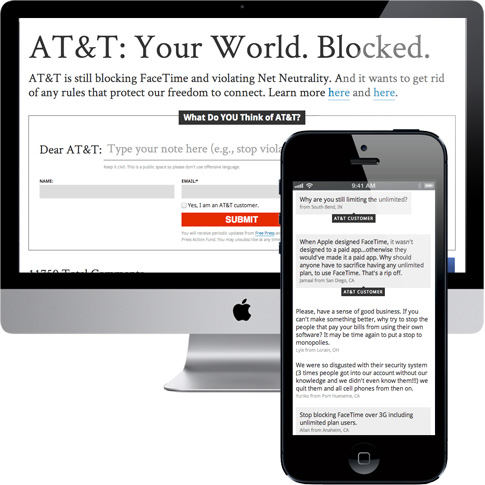 AT&T: Your World. Blocked.
AT&T is still blocking FaceTime and violating Net Neutrality. And it wants to get rid
of any rules that protect our freedom to connect. Learn more here and here.
What Do YOU Think of AT&T?
Dear AT&T: Type your note here (e.g., stop viola
Keep it civil. This is a public space so please don't use offensive language.
NAME:
EMAIL:*
Yes, I am an AT&T customer.
SUBMIT
You will receive periodic updates from Free Press and
Press Action Fund. You may unsubscribe at any time
11759 Total Comments
9:41 AM
Why are you still limiting the unlimited?
from South Bend, IN
AT&T CUSTOMER
When Apple designed FaceTime, it wasn't
designed to a paid app...otherwise they
would've made it a paid app. Why should
anyone have to sacrifice having any unlimited
plan, to use FaceTime. That's a rip off.
Jamaal from San Diego, CA
AT&T CUSTOMER
Please, have a sense of good business. If you
can't make something better, why try to stop the
people that pay your bills from using their own
software? It may be time again to put a stop to
monopolies.
Lyle from Lorain, OH
We were so disgusted with their security system
(3 times people got into our account without our
knowledge and we didn't even know them!!!) we
quit them and all cell phones from then on.
Yuriko from Port Hueneme, CA
Stop blocking FaceTime over 3G including
unlimited plan users.
Allan from Anaheim, CA